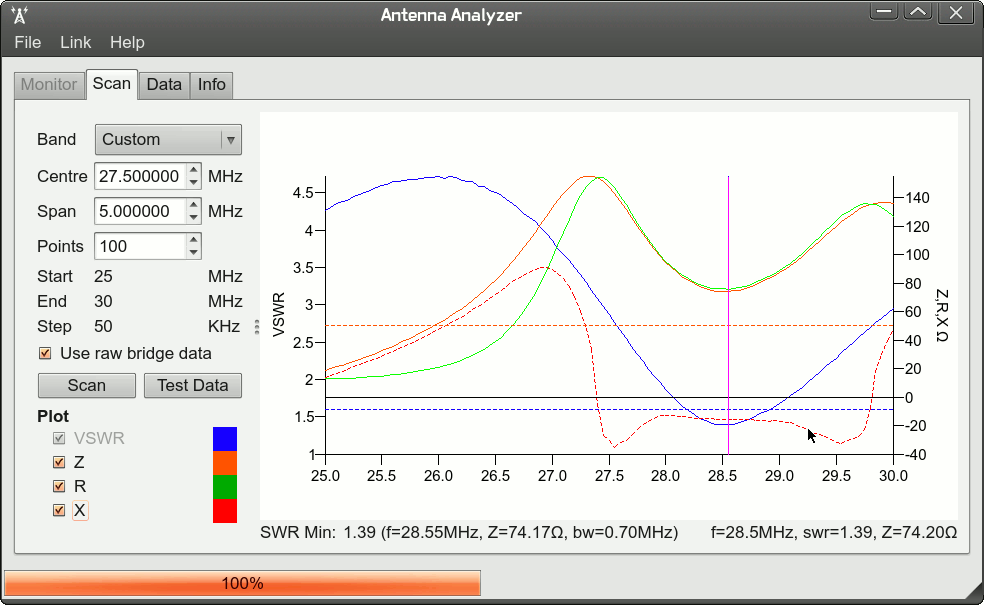 Antenna Analyzer
File Link Help
Monitor Scan Data Info
Band Custom
Centre 27.500000 MHz
Span 5.000000 MHz
Points 100
Start 25 MHz
End 30 MHz
Step 50 KHz
Use raw bridge data
Scan Test Data
Plot
VSWR
Z
R
X
VSWR
4.5
4
3.5
3
2.5
2
1.5
1
25.0 25.5 26.0 26.5 27.0 27.5 28.0 28.5 29.0 29.5 30.0
140
120
100
80
60
40
20
0
-20
-40
Z,R,X Ω
SWR Min: 1.39 (f=28.55MHz, Z=74.17Ω, bw=0.70MHz) f=28.5MHz, swr=1.39, Z=74.20Ω
100%